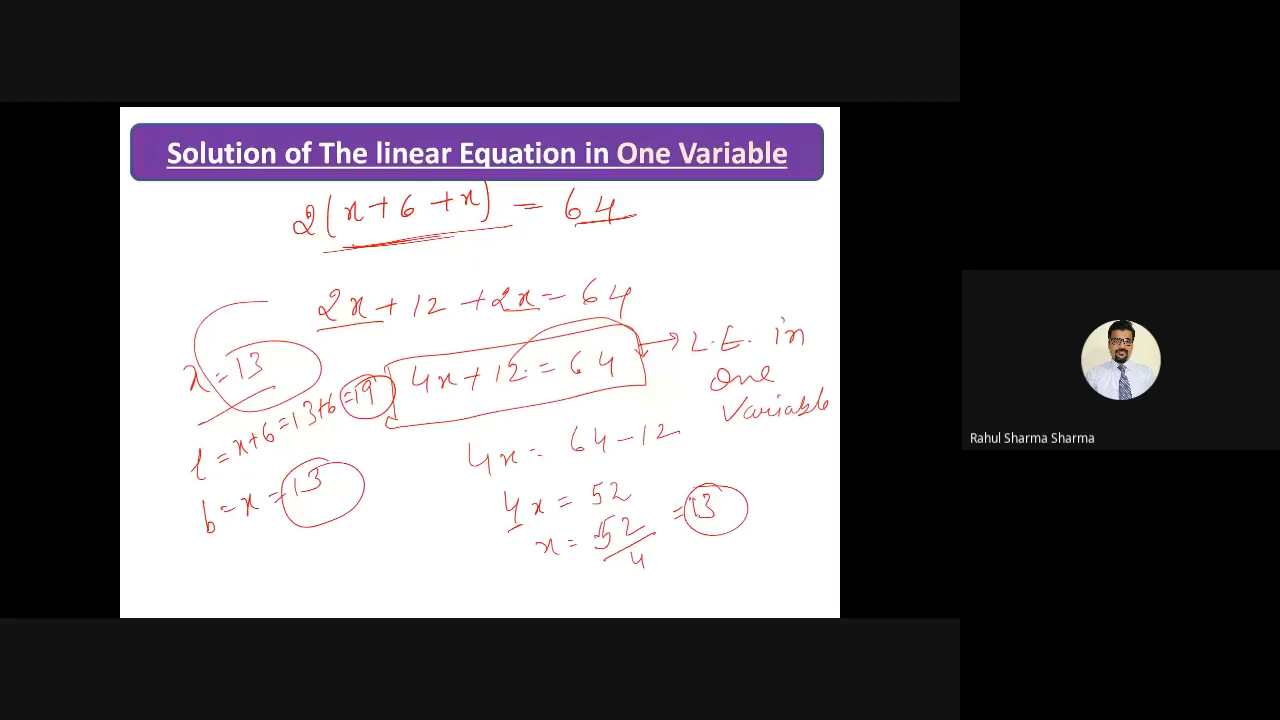 Solution of The linear Equation in One Variable
2(x+6+x) = 64
2x+12+2x=64
4x+12=64
→ L.E. in
one
Variable
x=13
l=x+6=13+6=19
b=x=13
4x=64-12
4x=52
x=52/4=13
Rahul Sharma Sharma